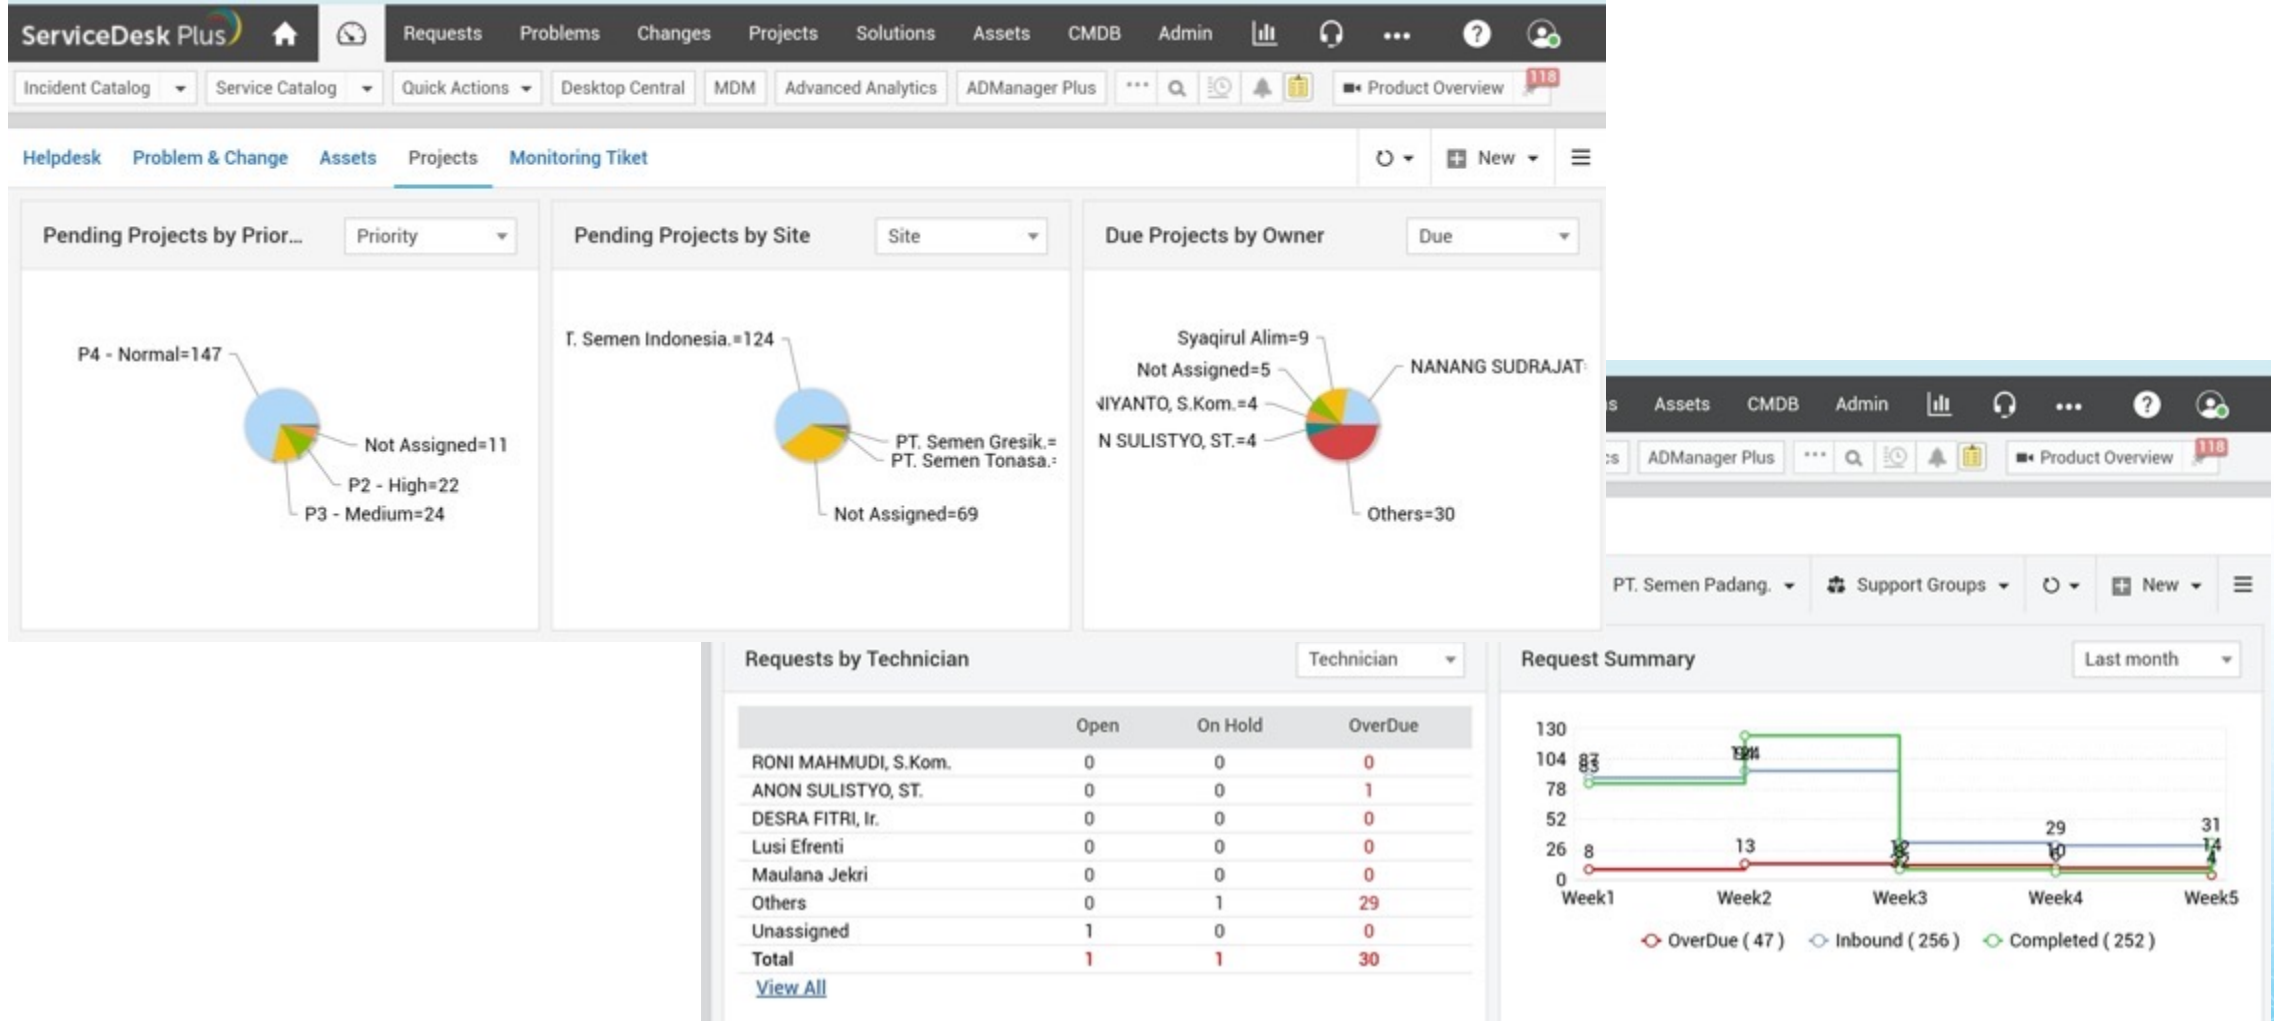 ServiceDesk Plus Requests Problems Changes Projects Solutions Assets CMDB Admin ... ?
Incident Catalog Service Catalog Quick Actions Desktop Central MDM Advanced Analytics ADManager Plus ... Product Overview 118
Helpdesk Problem & Change Assets Projects Monitoring Tiket New
Pending Projects by Prior... Priority
P4 - Normal=147
Not Assigned=11
P2 - High=22
P3 - Medium=24
Pending Projects by Site Site
T. Semen Indonesia.=124
PT. Semen Gresik.=
PT. Semen Tonasa.=
Not Assigned=69
Due Projects by Owner Due
Syaqirul Alim=9
NANANG SUDRAJAT=
Not Assigned=5
IYANTO, S.Kom.=4
N SULISTYO, ST.=4
Others=30
s Assets CMDB Admin ... ?
cs ADManager Plus ... Product Overview 118
PT. Semen Padang. Support Groups New
Requests by Technician Technician
Open On Hold OverDue
RONI MAHMUDI, S.Kom. 0 0 0
ANON SULISTYO, ST. 0 0 1
DESRA FITRI, Ir. 0 0 0
Lusi Efrenti 0 0 0
Maulana Jekri 0 0 0
Others 0 1 29
Unassigned 1 0 0
Total 1 1 30
View All
Request Summary Last month
130
104
78
52
26
0
87
83
8
13
29
10
31
14
4
Week1 Week2 Week3 Week4 Week5
OverDue ( 47 ) Inbound ( 256 ) Completed ( 252 )